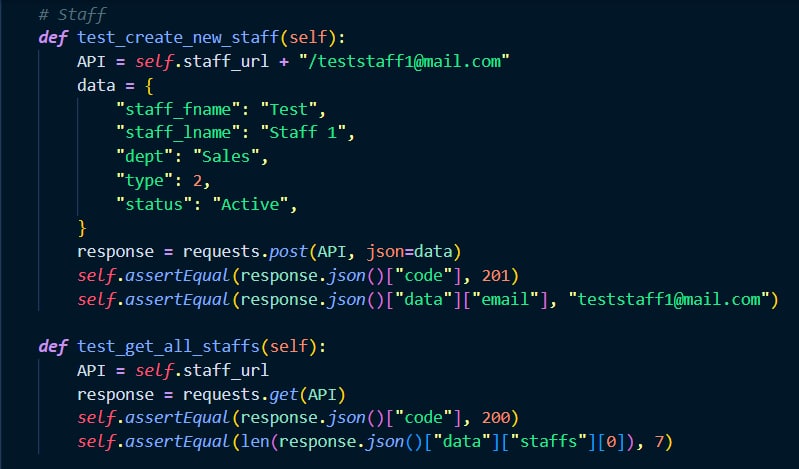 # Staff
def test_create_new_staff(self):
    API = self.staff_url + "/teststaff1@mail.com"
    data = {
        "staff_fname": "Test",
        "staff_lname": "Staff 1",
        "dept": "Sales",
        "type": 2,
        "status": "Active",
    }
    response = requests.post(API, json=data)
    self.assertEqual(response.json()["code"], 201)
    self.assertEqual(response.json()["data"]["email"], "teststaff1@mail.com")

def test_get_all_staffs(self):
    API = self.staff_url
    response = requests.get(API)
    self.assertEqual(response.json()["code"], 200)
    self.assertEqual(len(response.json()["data"]["staffs"][0]), 7)